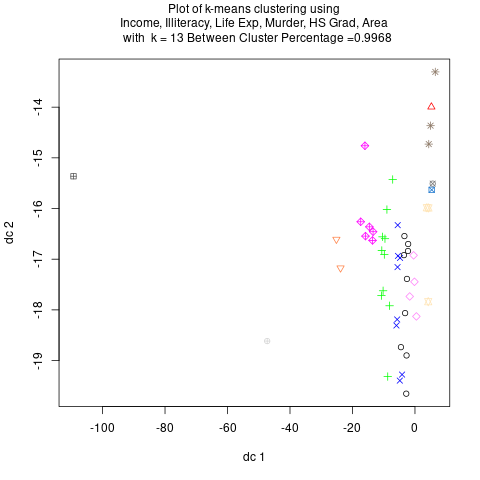 Plot of k-means clustering using
Income, Illiteracy, Life Exp, Murder, HS Grad, Area
with k = 13 Between Cluster Percentage =0.9968
dc 2
-14
-15
-16
-17
-18
-19
-100 -80 -60 -40 -20 0
dc 1